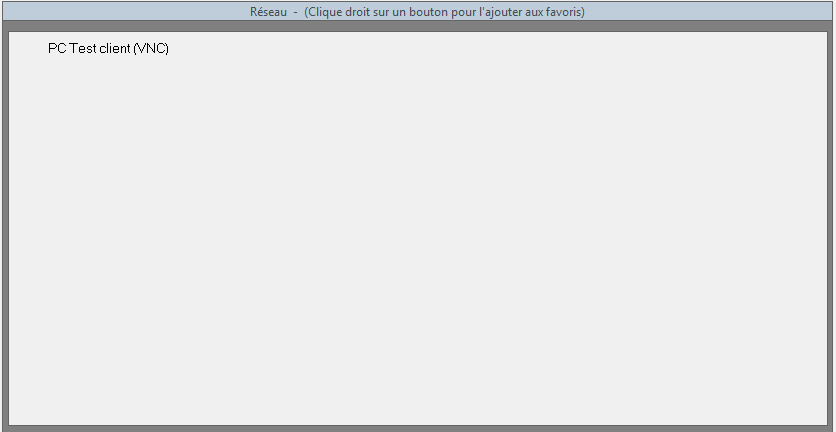 Réseau - (Clique droit sur un bouton pour l'ajouter aux favoris)
PC Test client (VNC)